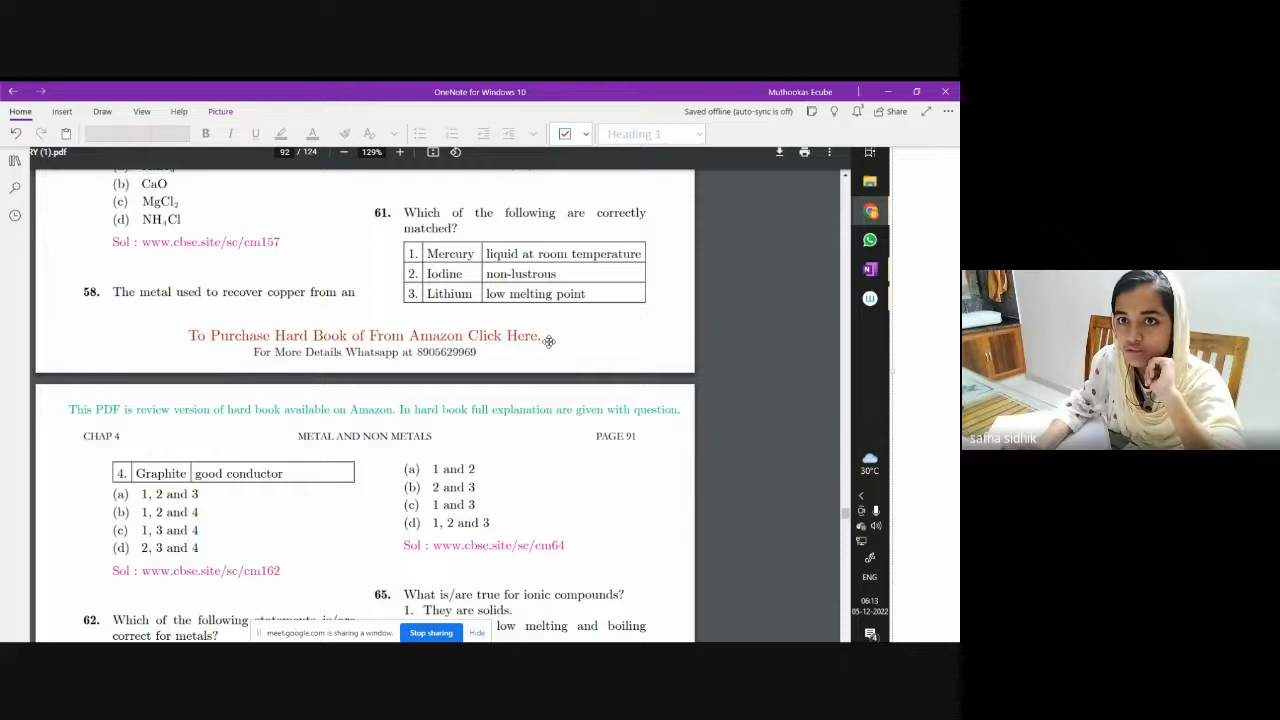 OneNote for Windows 10
Muthookas Ecube
Home Insert Draw View Help Picture
Saved offline (auto-sync is off)
Share
B I U
Heading 1
RY (1).pdf
92 / 124
129%
(b) CaO
(c) MgCl2
(d) NH4Cl
Sol : www.cbse.site/sc/cm157
58. The metal used to recover copper from an
61. Which of the following are correctly
matched?
1. Mercury liquid at room temperature
2. Iodine non-lustrous
3. Lithium low melting point
To Purchase Hard Book of From Amazon Click Here.
For More Details Whatsapp at 8905629969
This PDF is review version of hard book available on Amazon. In hard book full explanation are given with question.
CHAP 4
METAL AND NON METALS
PAGE 91
4. Graphite good conductor
(a) 1, 2 and 3
(b) 1, 2 and 4
(c) 1, 3 and 4
(d) 2, 3 and 4
Sol : www.cbse.site/sc/cm162
62. Which of the following statements is/are
correct for metals?
(a) 1 and 2
(b) 2 and 3
(c) 1 and 3
(d) 1, 2 and 3
Sol : www.cbse.site/sc/cm64
65. What is/are true for ionic compounds?
1. They are solids.
low melting and boiling
meet.google.com is sharing a window.
Stop sharing
Hide
30°C
ENG
06:13
05-12-2022
safna sidhik